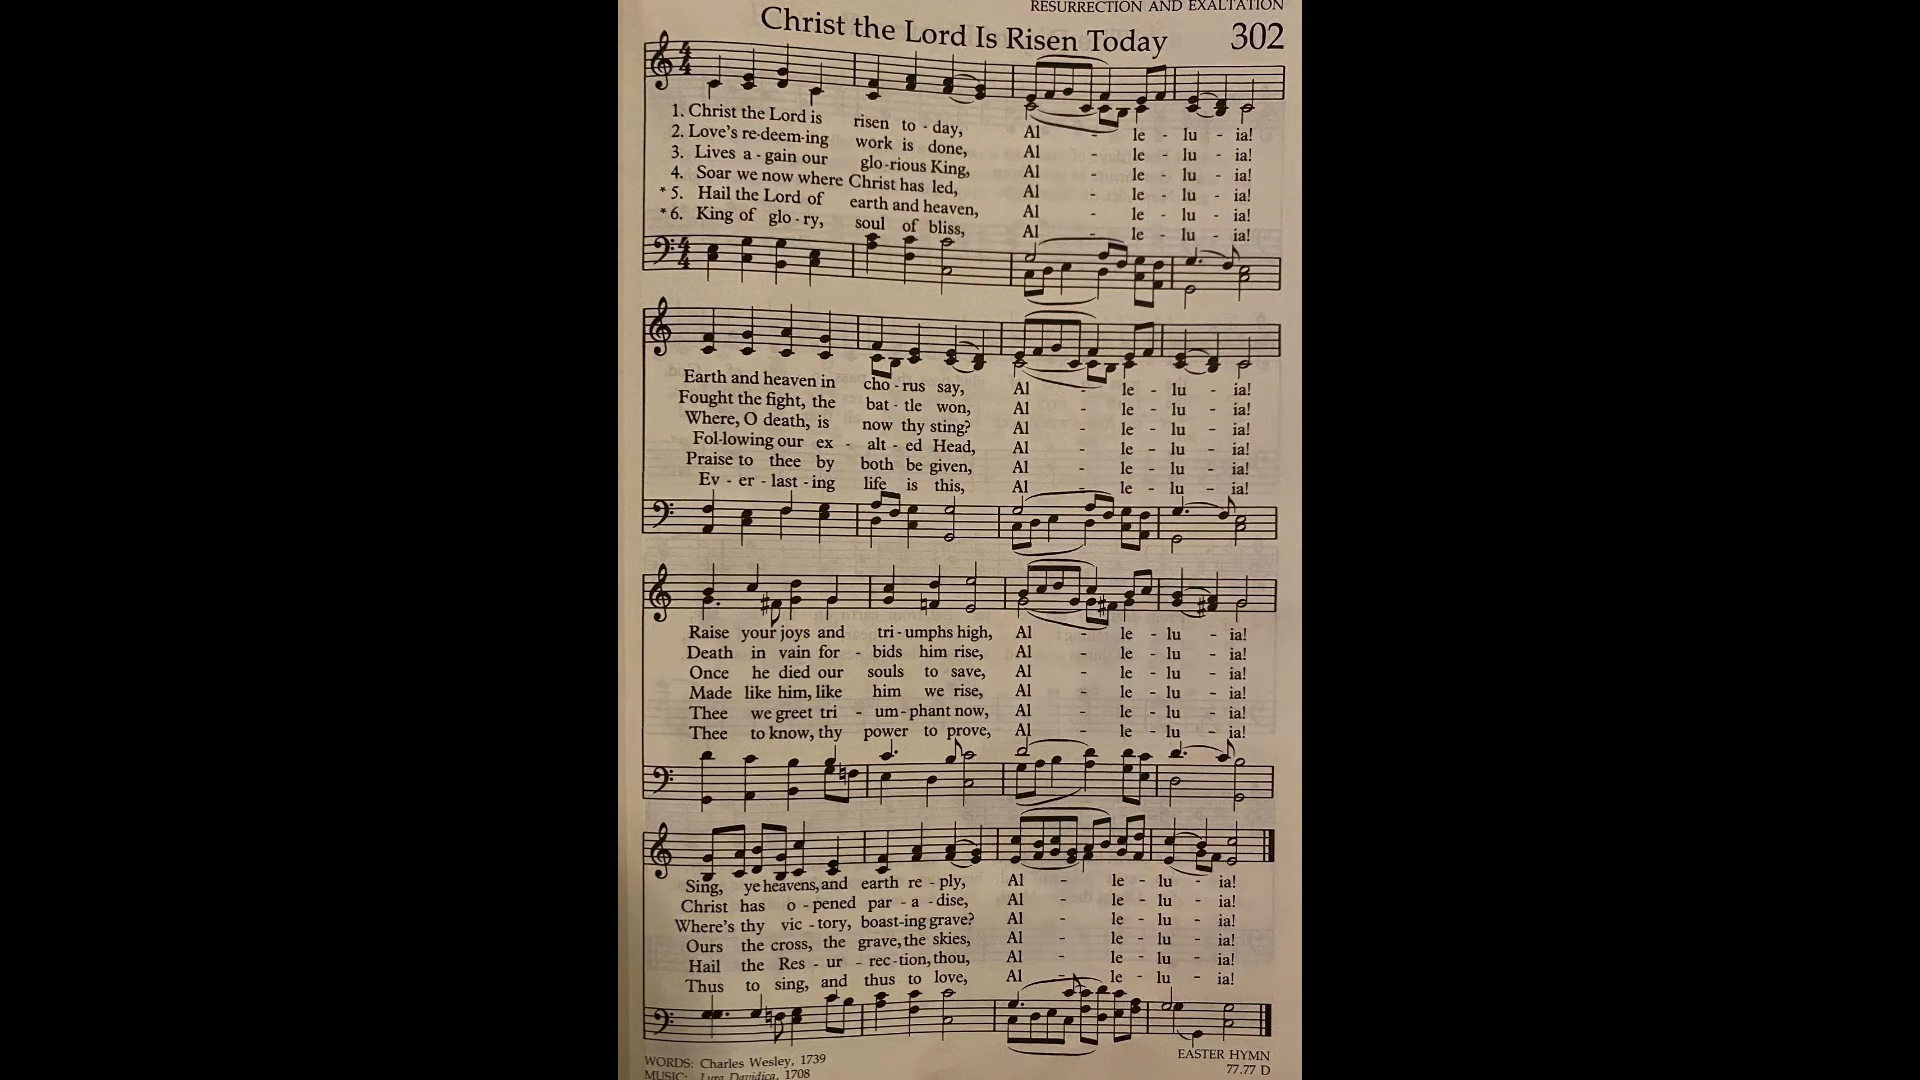 RESURRECTION AND EXALTATION
Christ the Lord Is Risen Today 302
1. Christ the Lord is risen to - day, Al - le - lu - ia!
2. Love's re-deem-ing work is done, Al - le - lu - ia!
3. Lives a - gain our glo-rious King, Al - le - lu - ia!
4. Soar we now where Christ has led, Al - le - lu - ia!
*5. Hail the Lord of earth and heaven, Al - le - lu - ia!
*6. King of glo - ry, soul of bliss, Al - le - lu - ia!
Earth and heaven in cho - rus say, Al - le - lu - ia!
Fought the fight, the bat - tle won, Al - le - lu - ia!
Where, O death, is now thy sting? Al - le - lu - ia!
Fol-lowing our ex - alt - ed Head, Al - le - lu - ia!
Praise to thee by both be given, Al - le - lu - ia!
Ev - er - last - ing life is this, Al - le - lu - ia!
Raise your joys and tri - umphs high, Al - le - lu - ia!
Death in vain for - bids him rise, Al - le - lu - ia!
Once he died our souls to save, Al - le - lu - ia!
Made like him, like him we rise, Al - le - lu - ia!
Thee we greet tri - um - phant now, Al - le - lu - ia!
Thee to know, thy power to prove, Al - le - lu - ia!
Sing, ye heavens, and earth re - ply, Al - le - lu - ia!
Christ has o - pened par - a - dise, Al - le - lu - ia!
Where's thy vic - tory, boast-ing grave? Al - le - lu - ia!
Ours the cross, the grave, the skies, Al - le - lu - ia!
Hail the Res - ur - rec - tion, thou, Al - le - lu - ia!
Thus to sing, and thus to love, Al - le - lu - ia!
WORDS: Charles Wesley, 1739
MUSIC: Lyra Davidica, 1708
EASTER HYMN
77.77 D